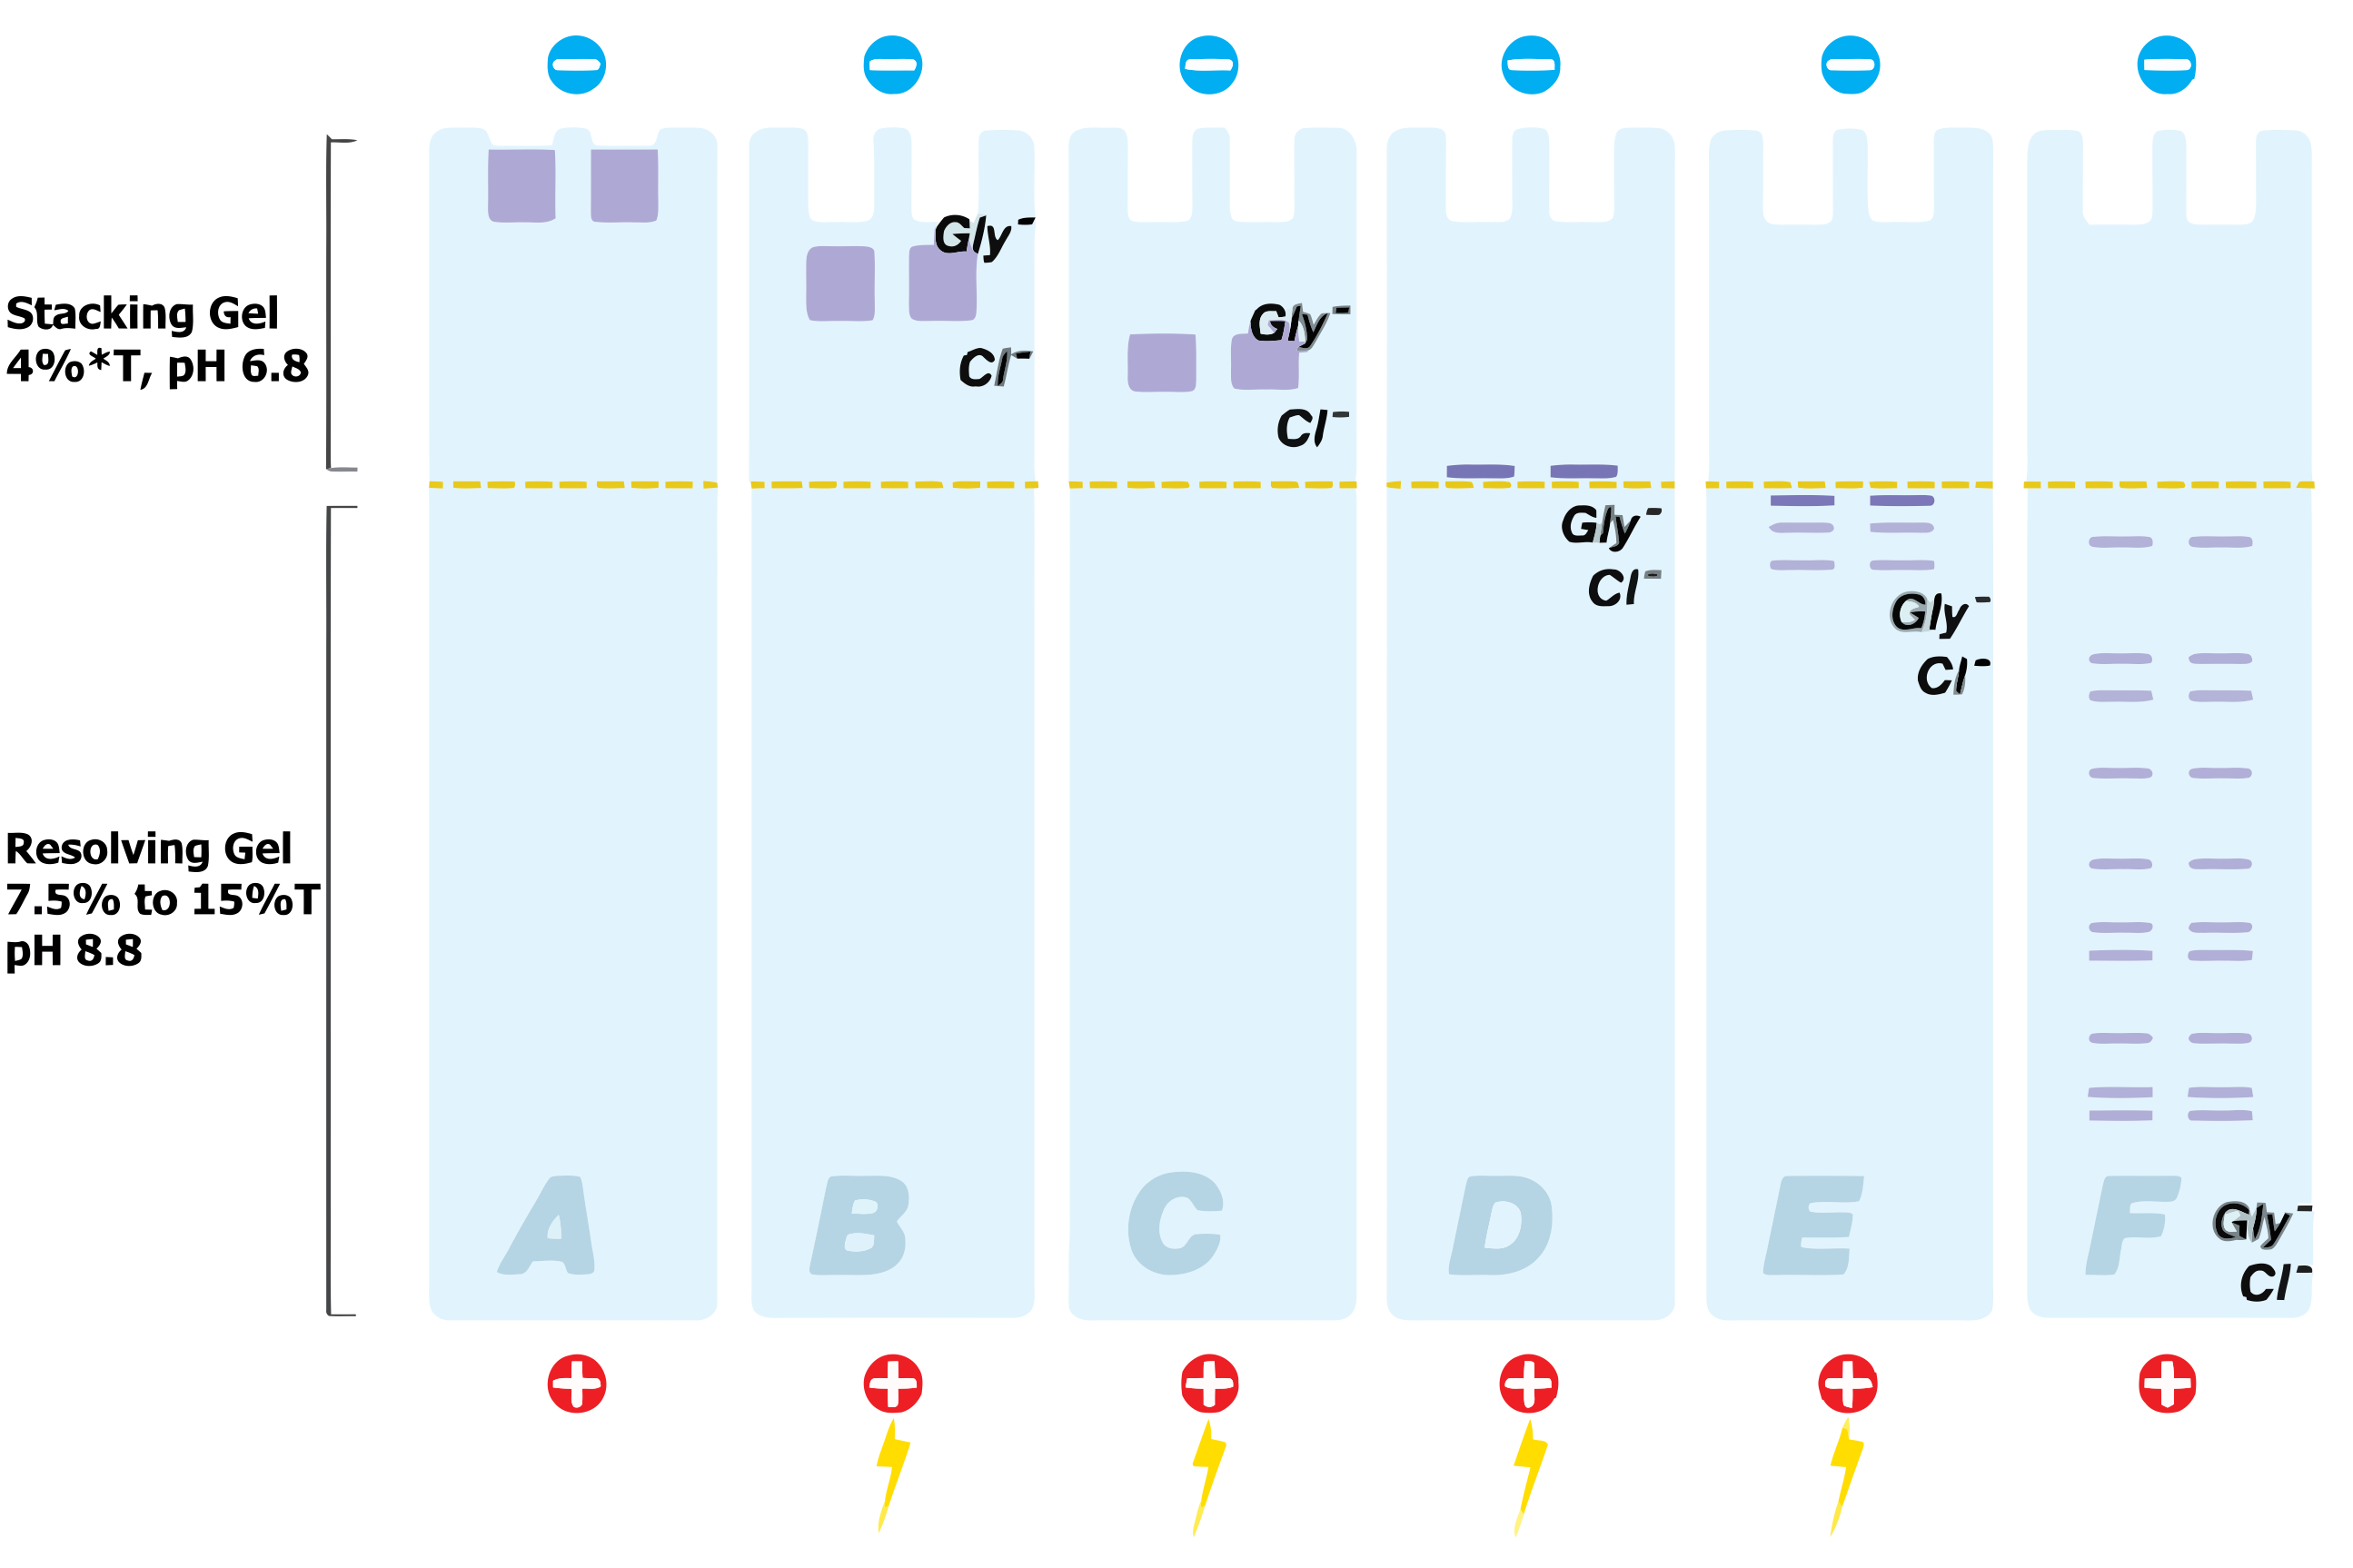 Stacking Gel
4%*T, pH 6.8
Resolving Gel
7.5% to 15%T
pH 8.8
Gly⁻
Cl⁻
Gly⁻
Cl⁻
Gly⁻
Cl⁻
Gly⁻
Cl⁻
Gly⁻
Cl⁻
A
B
C
D
E
F